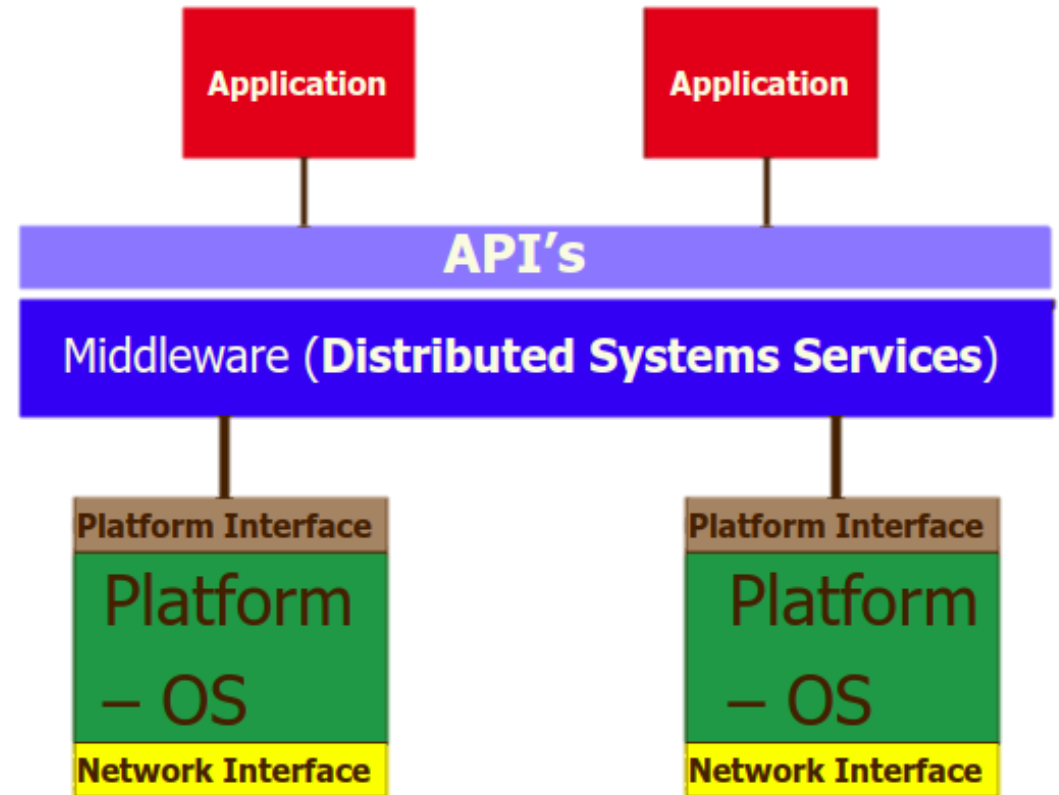 Application
Application
API’s
Middleware (Distributed Systems Services)
Platform Interface
Platform
– OS
Network Interface
Platform Interface
Platform
– OS
Network Interface